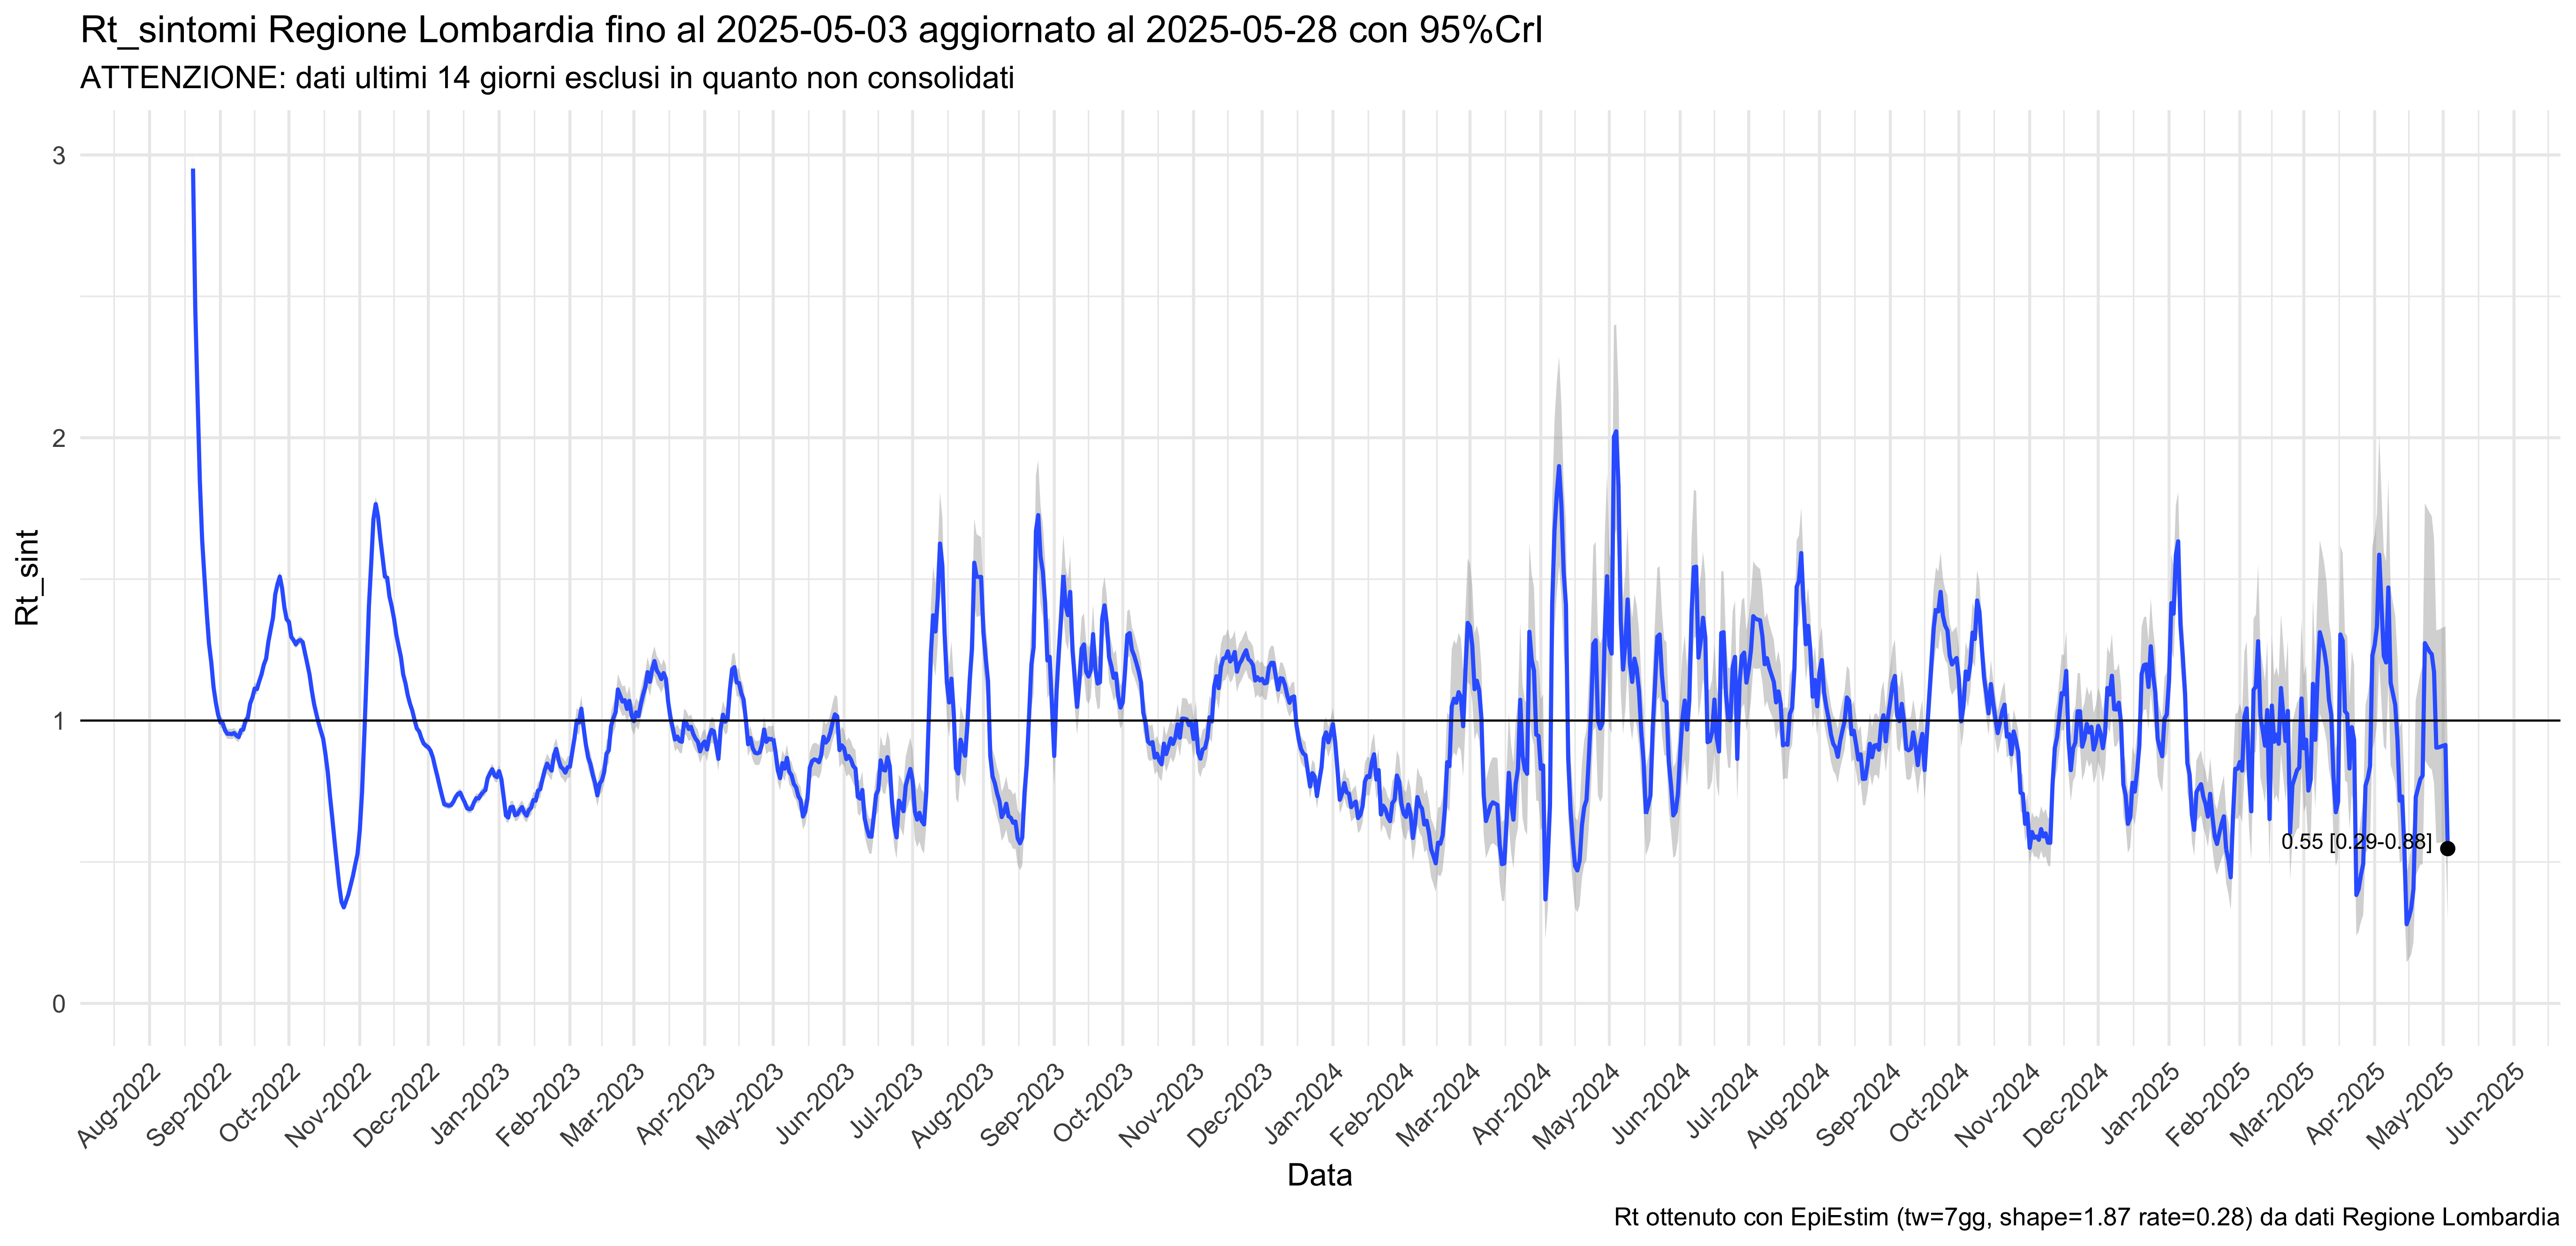 Rt_sintomi Regione Lombardia fino al 2025-05-03 aggiornato al 2025-05-28 con 95%CrI
ATTENZIONE: dati ultimi 14 giorni esclusi in quanto non consolidati
Rt_sint
3
2
1
0
0.55 [0.29-0.88]
Aug-2022
Sep-2022
Oct-2022
Nov-2022
Dec-2022
Jan-2023
Feb-2023
Mar-2023
Apr-2023
May-2023
Jun-2023
Jul-2023
Aug-2023
Sep-2023
Oct-2023
Nov-2023
Dec-2023
Jan-2024
Feb-2024
Mar-2024
Apr-2024
May-2024
Jun-2024
Jul-2024
Aug-2024
Sep-2024
Oct-2024
Nov-2024
Dec-2024
Jan-2025
Feb-2025
Mar-2025
Apr-2025
May-2025
Jun-2025
Data
Rt ottenuto con EpiEstim (tw=7gg, shape=1.87 rate=0.28) da dati Regione Lombardia